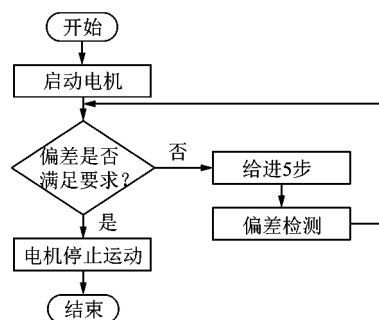 开始
启动电机
偏差是否
满足要求?
否
给进5步
是
偏差检测
电机停止运动
结束